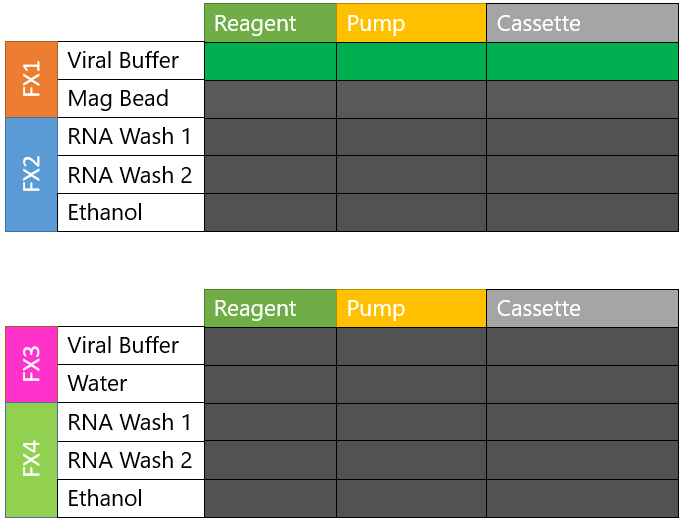 Reagent Pump Cassette
FX1
Viral Buffer
Mag Bead
FX2
RNA Wash 1
RNA Wash 2
Ethanol
Reagent Pump Cassette
FX3
Viral Buffer
Water
FX4
RNA Wash 1
RNA Wash 2
Ethanol